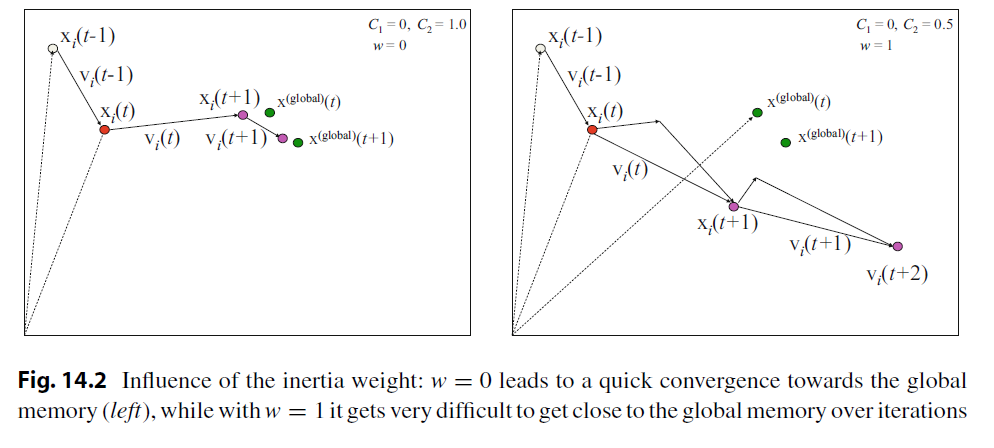 C₁ = 0, C₂ = 1.0
w = 0
xᵢ(t-1)
vᵢ(t-1)
xᵢ(t)
vᵢ(t)
xᵢ(t+1)
vᵢ(t+1)
x(global)(t)
x(global)(t+1)
C₁ = 0, C₂ = 0.5
w = 1
xᵢ(t-1)
vᵢ(t-1)
xᵢ(t)
vᵢ(t)
x(global)(t)
x(global)(t+1)
xᵢ(t+1)
vᵢ(t+1)
vᵢ(t+2)
Fig. 14.2 Influence of the inertia weight: w = 0 leads to a quick convergence towards the global
memory (left), while with w = 1 it gets very difficult to get close to the global memory over iterations